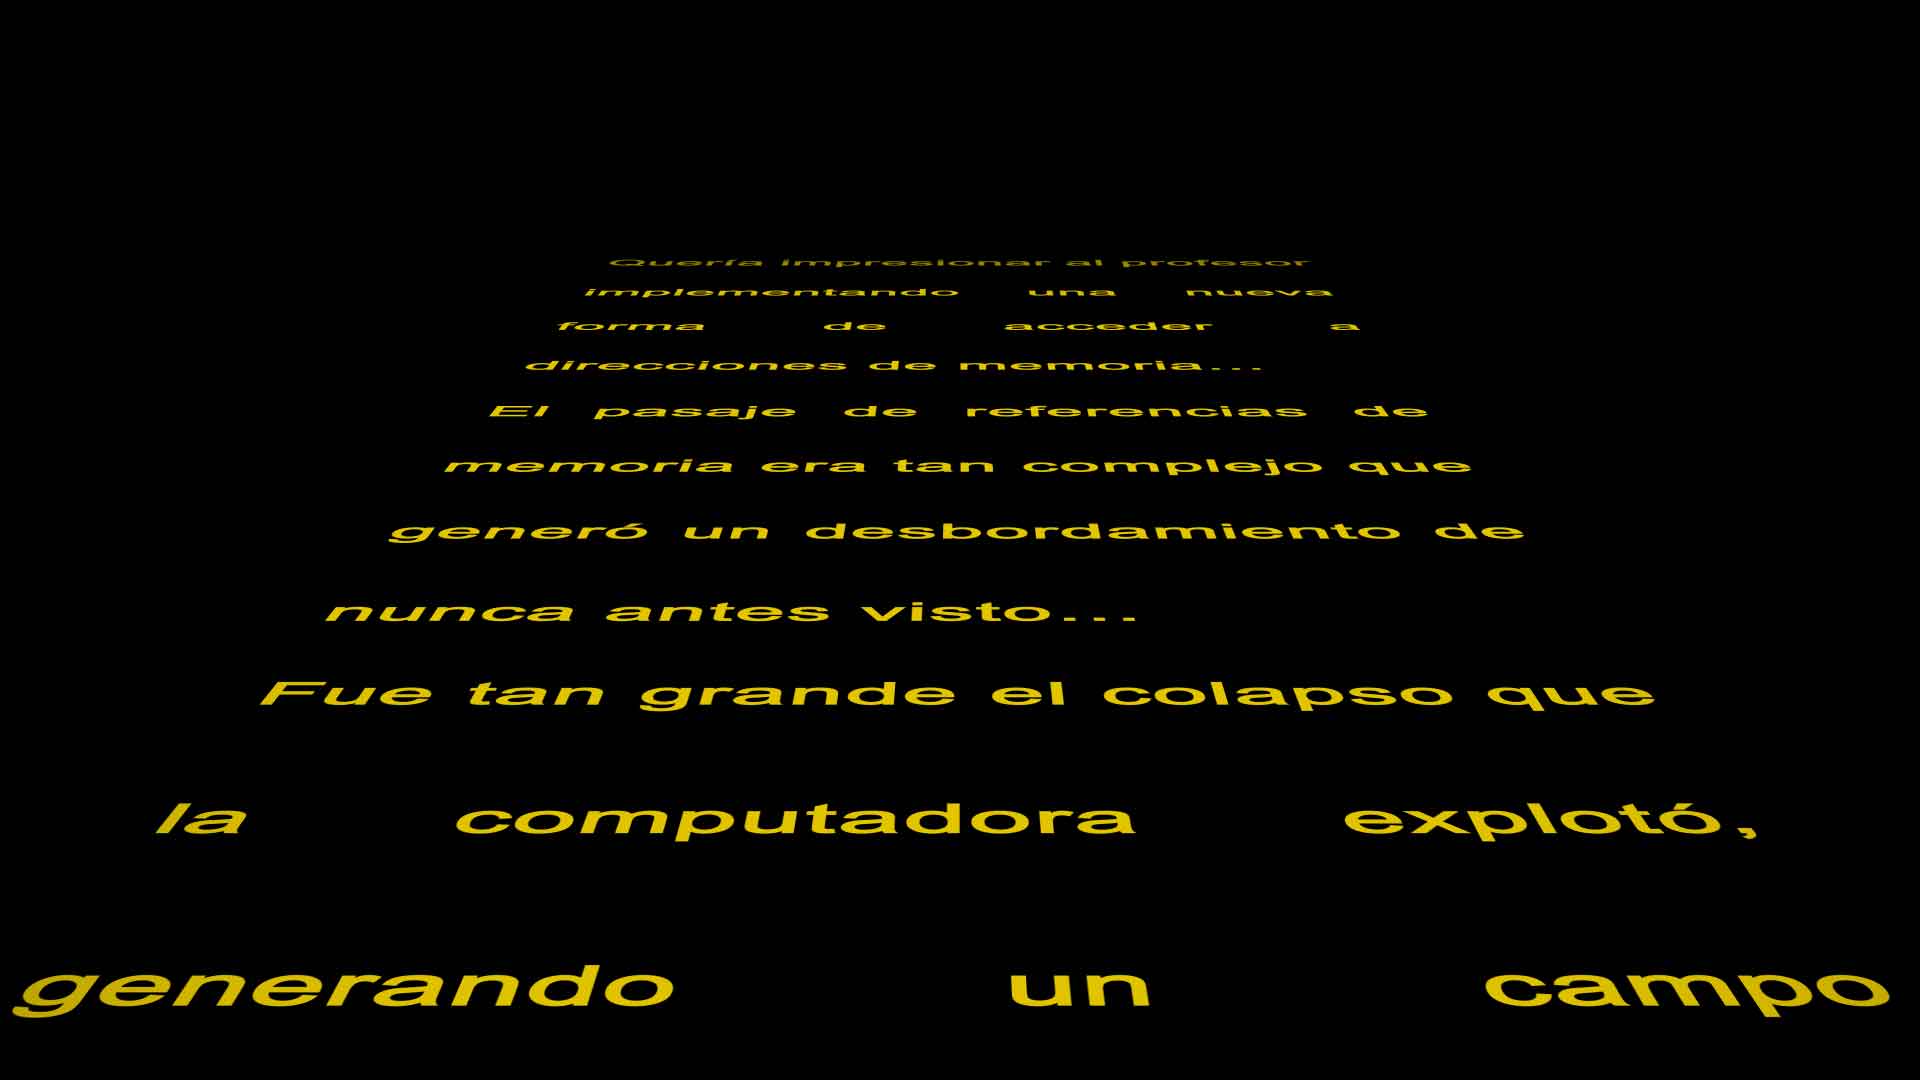 Quería impresionar al profesor
implementando una nueva
forma de acceder a
direcciones de memoria...
El pasaje de referencias de
memoria era tan complejo que
generó un desbordamiento de
nunca antes visto...
Fue tan grande el colapso que
la computadora explotó,
generando un campo